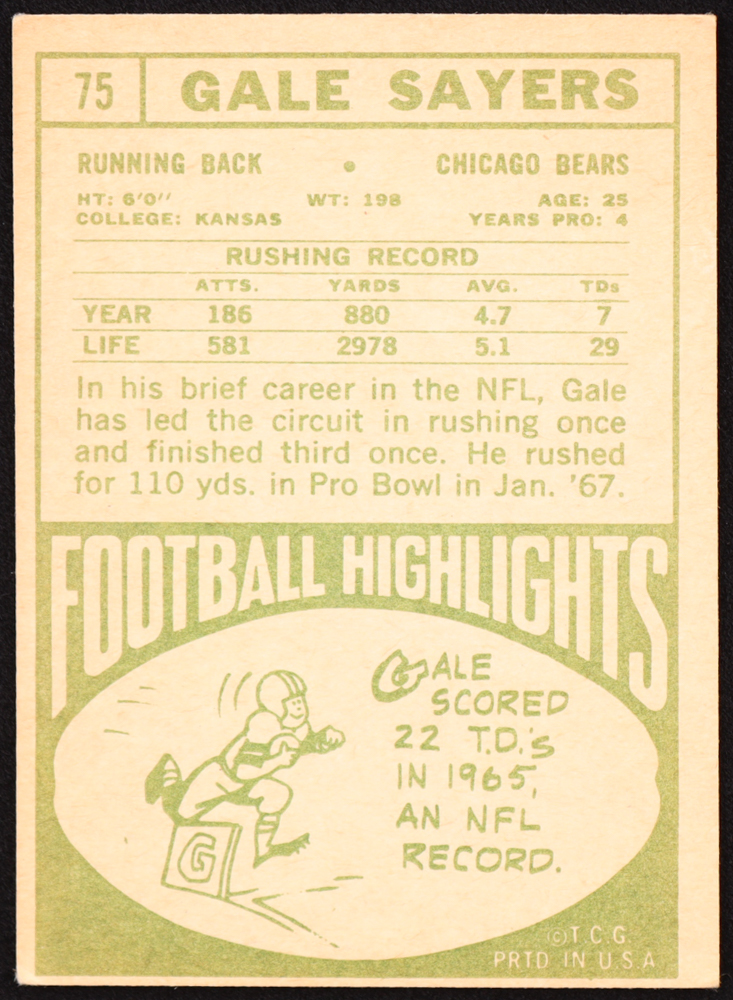 75 GALE SAYERS
RUNNING BACK • CHICAGO BEARS
HT: 6'0" WT: 198 AGE: 25
COLLEGE: KANSAS YEARS PRO: 4
RUSHING RECORD
ATTS. YARDS AVG. TDs
YEAR 186 880 4.7 7
LIFE 581 2978 5.1 29
In his brief career in the NFL, Gale
has led the circuit in rushing once
and finished third once. He rushed
for 110 yds. in Pro Bowl in Jan. '67.
FOOTBALL HIGHLIGHTS
GALE
SCORED
22 T.D.'s
IN 1965,
AN NFL
RECORD.
G
©T.C.G.
PRTD IN U.S.A